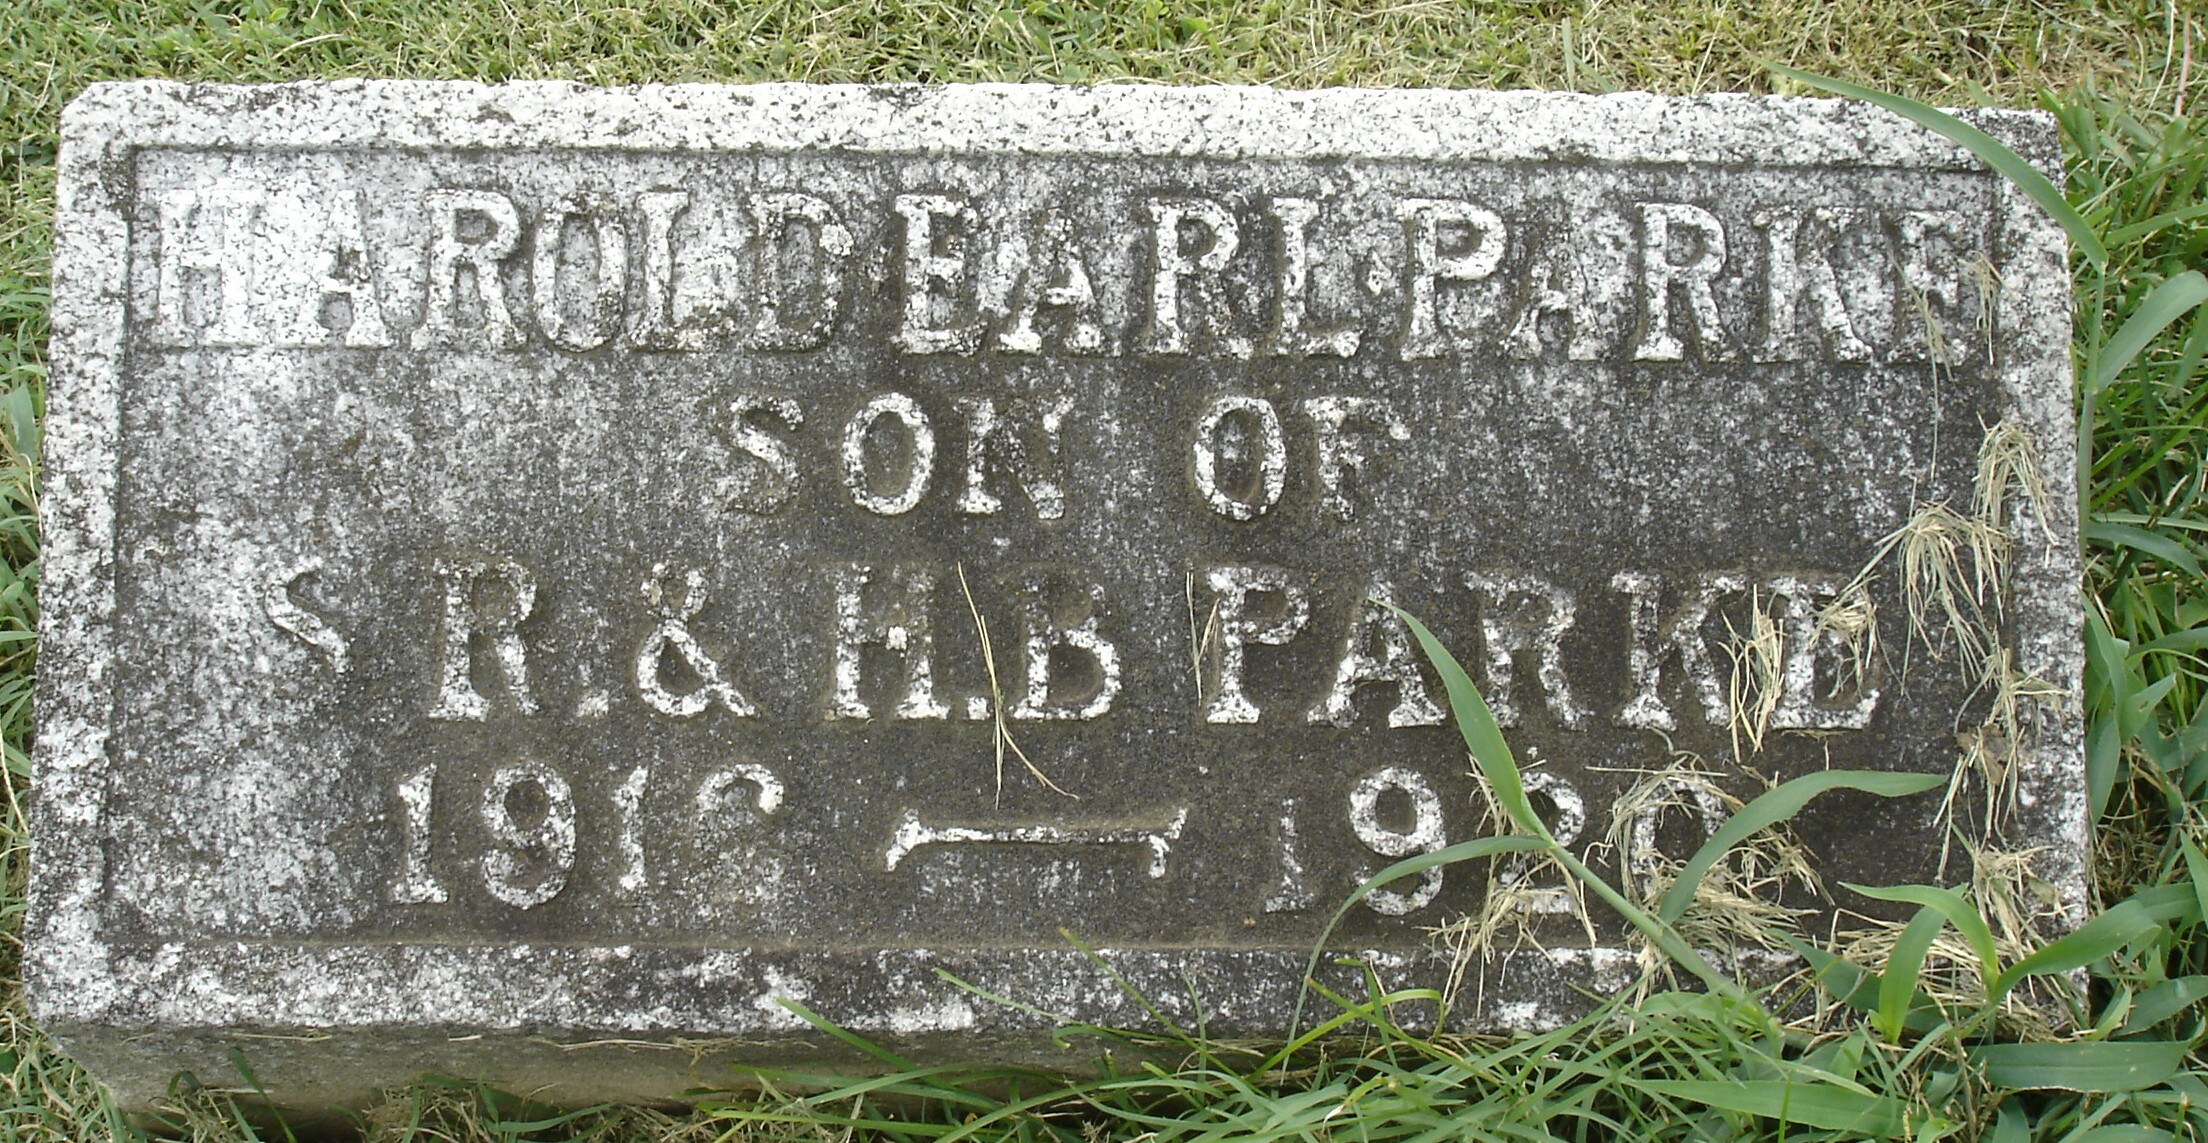 HAROLD EARL PARKE
SON OF
S R. & H.B PARKE
1916 — 1920